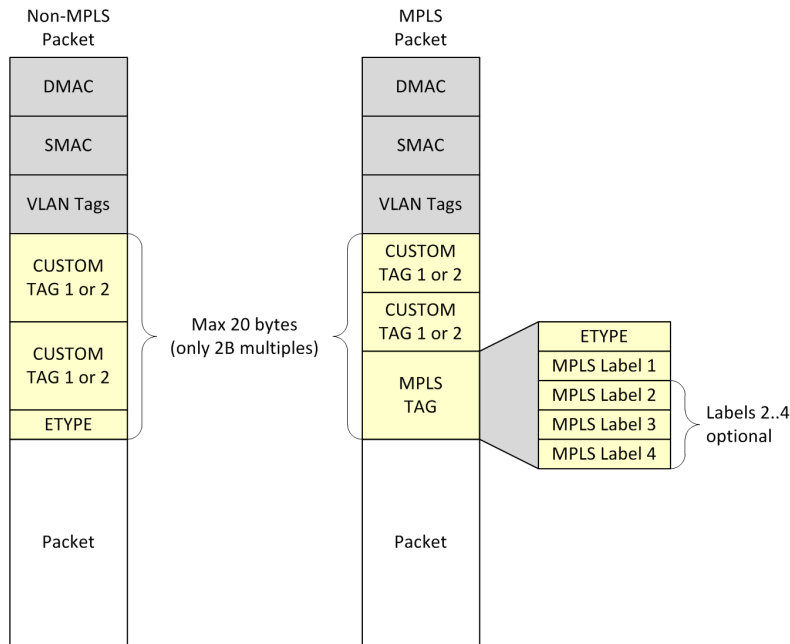 Non-MPLS
Packet
DMAC
SMAC
VLAN Tags
CUSTOM
TAG 1 or 2
CUSTOM
TAG 1 or 2
ETYPE
Packet
Max 20 bytes
(only 2B multiples)
MPLS
Packet
DMAC
SMAC
VLAN Tags
CUSTOM
TAG 1 or 2
CUSTOM
TAG 1 or 2
MPLS
TAG
Packet
ETYPE
MPLS Label 1
MPLS Label 2
MPLS Label 3
MPLS Label 4
Labels 2..4
optional